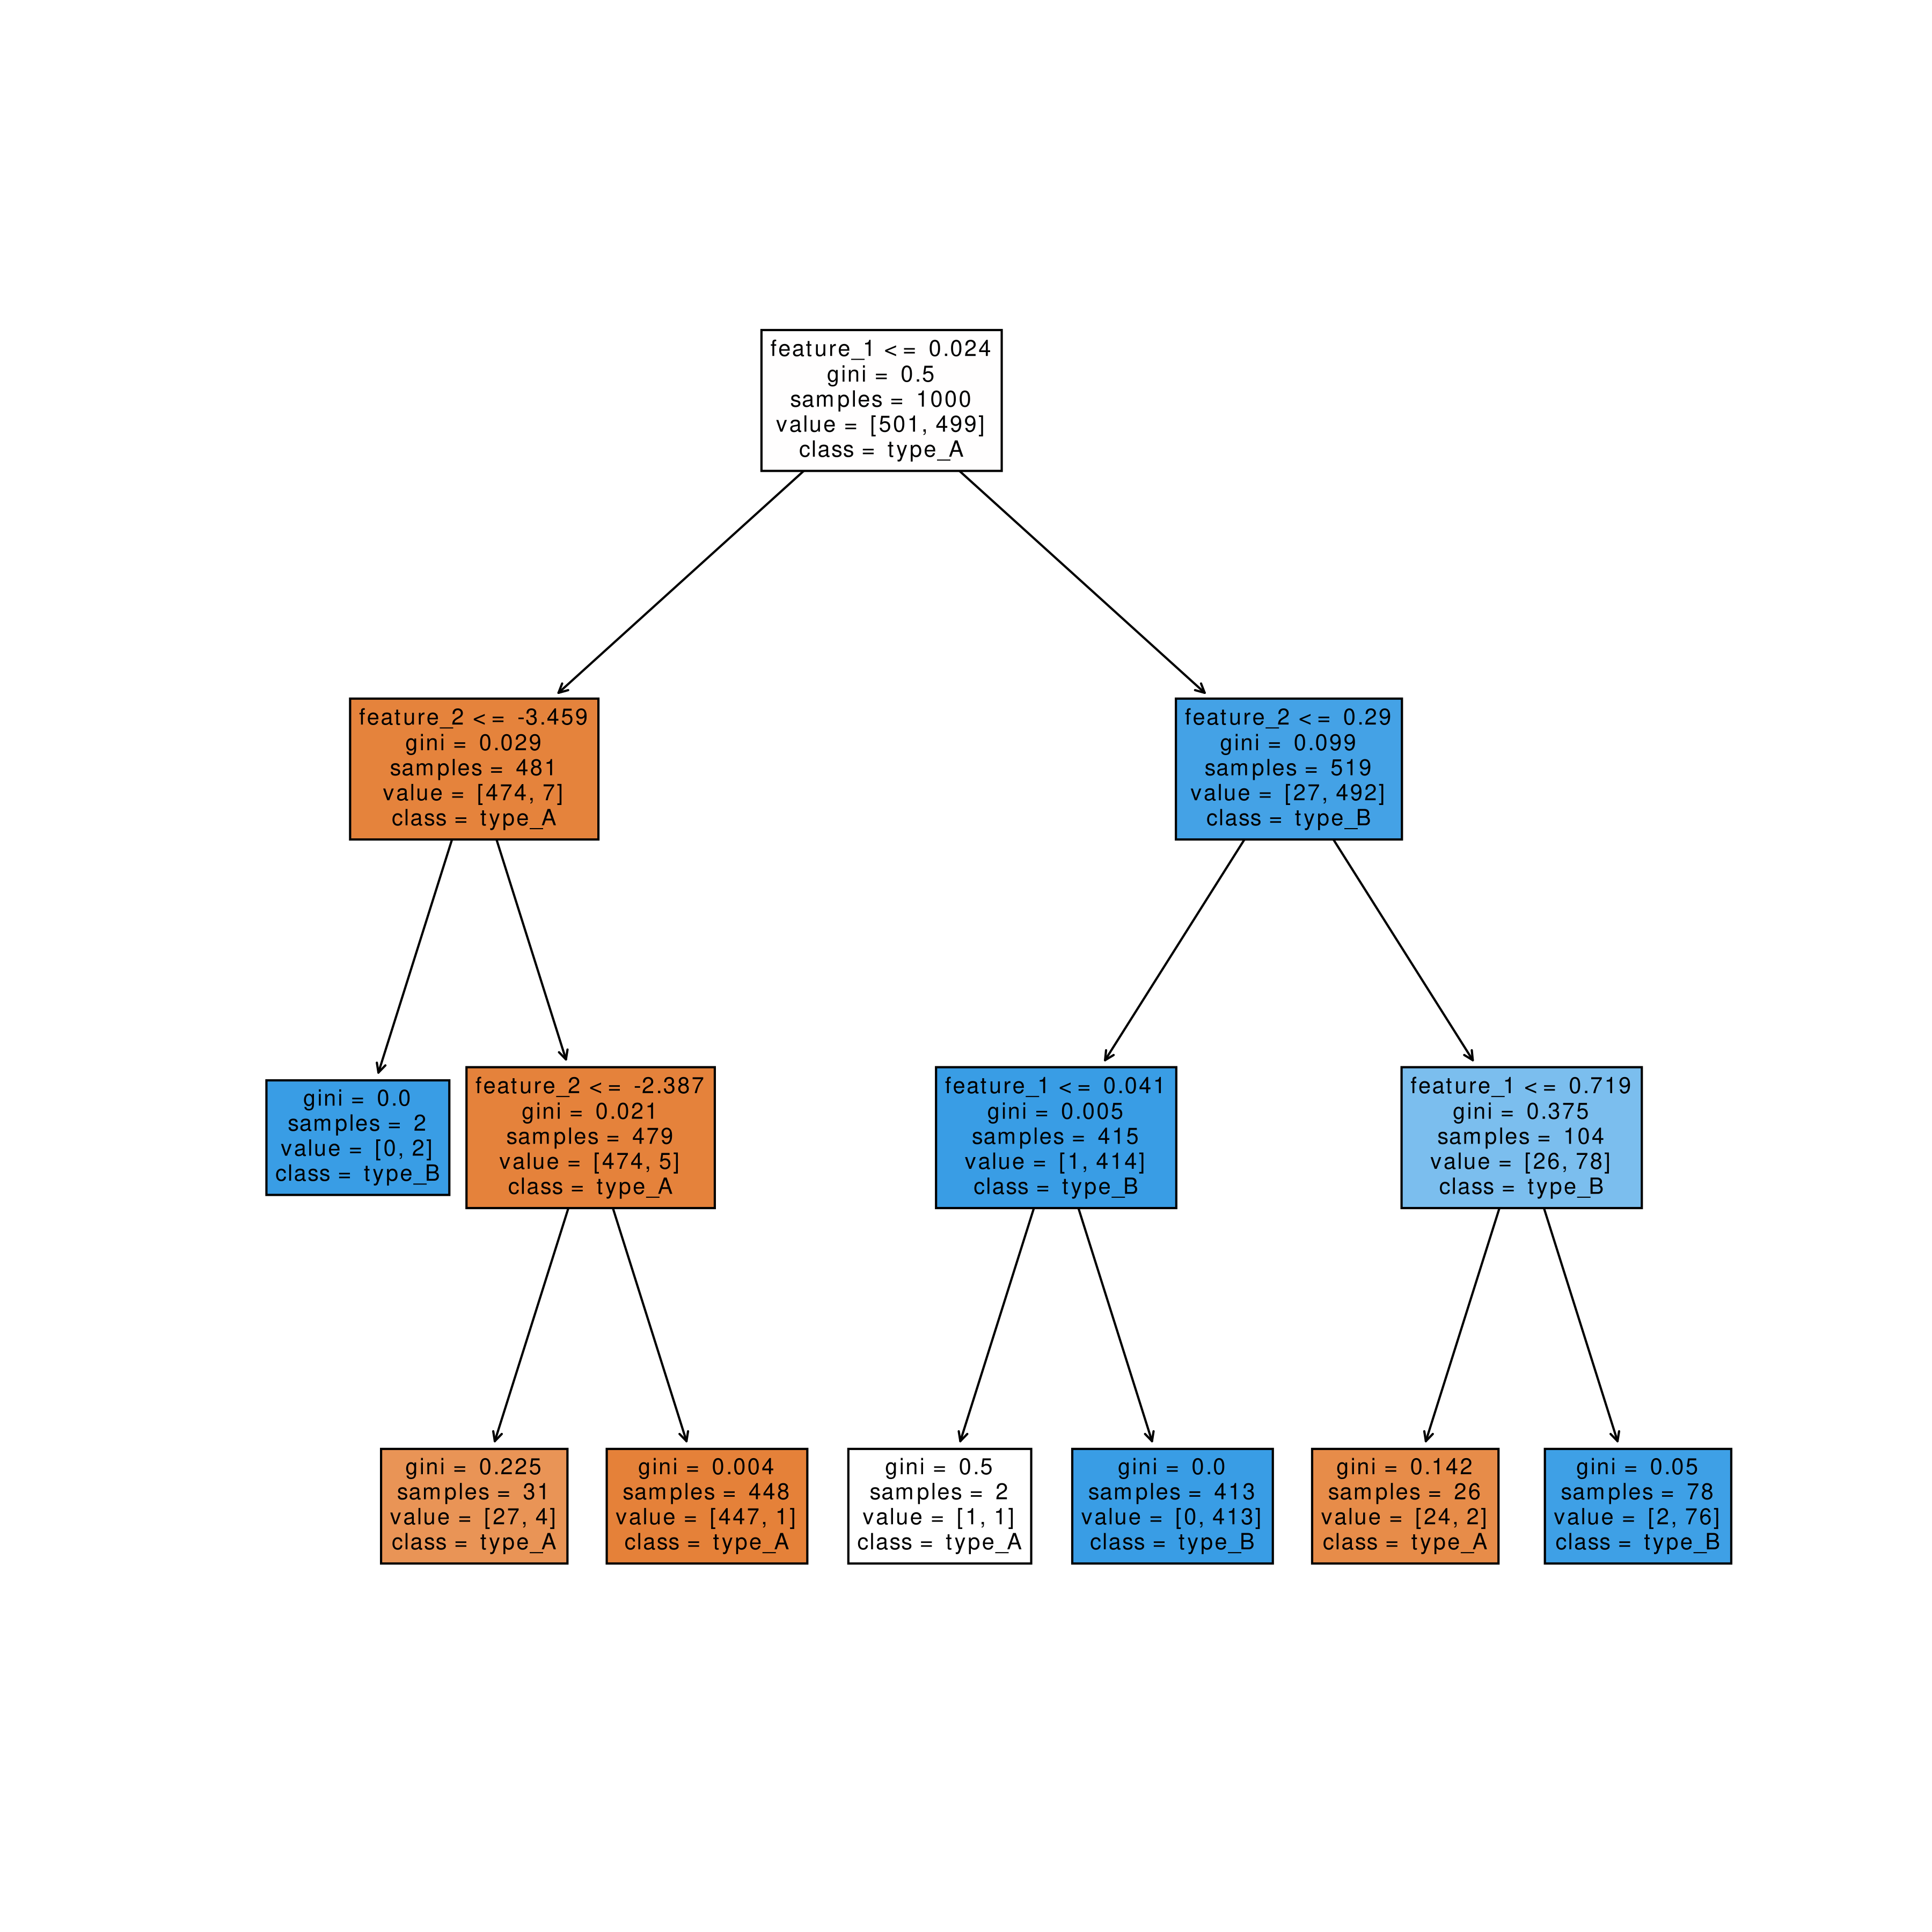 feature_1 <= 0.024
gini = 0.5
samples = 1000
value = [501, 499]
class = type_A
feature_2 <= -3.459
gini = 0.029
samples = 481
value = [474, 7]
class = type_A
feature_2 <= 0.29
gini = 0.099
samples = 519
value = [27, 492]
class = type_B
gini = 0.0
samples = 2
value = [0, 2]
class = type_B
feature_2 <= -2.387
gini = 0.021
samples = 479
value = [474, 5]
class = type_A
feature_1 <= 0.041
gini = 0.005
samples = 415
value = [1, 414]
class = type_B
feature_1 <= 0.719
gini = 0.375
samples = 104
value = [26, 78]
class = type_B
gini = 0.225
samples = 31
value = [27, 4]
class = type_A
gini = 0.004
samples = 448
value = [447, 1]
class = type_A
gini = 0.5
samples = 2
value = [1, 1]
class = type_A
gini = 0.0
samples = 413
value = [0, 413]
class = type_B
gini = 0.142
samples = 26
value = [24, 2]
class = type_A
gini = 0.05
samples = 78
value = [2, 76]
class = type_B